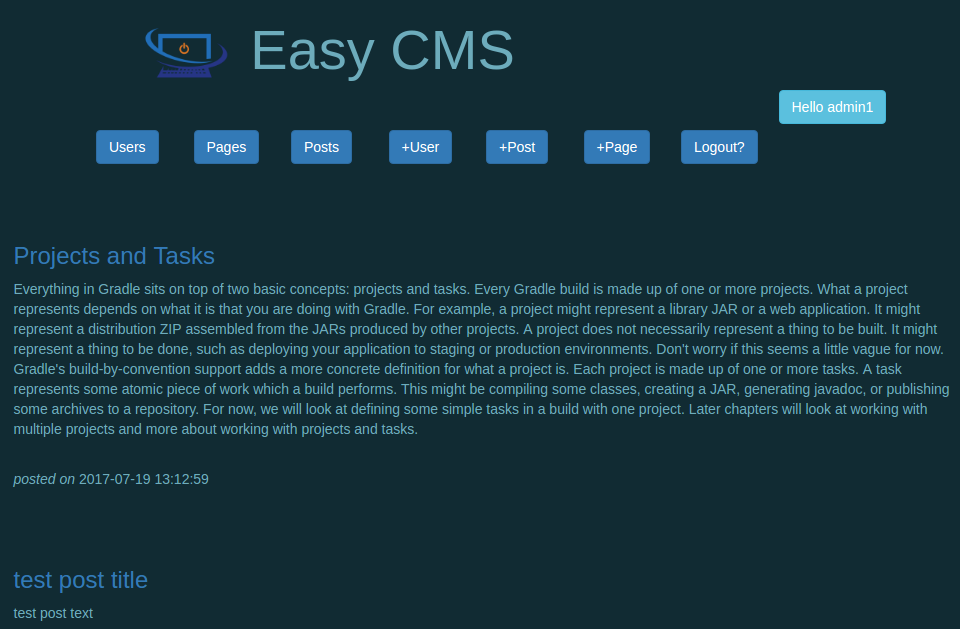 Easy CMS
Hello admin1
Users Pages Posts +User +Post +Page Logout?
Projects and Tasks
Everything in Gradle sits on top of two basic concepts: projects and tasks. Every Gradle build is made up of one or more projects. What a project
represents depends on what it is that you are doing with Gradle. For example, a project might represent a library JAR or a web application. It might
represent a distribution ZIP assembled from the JARs produced by other projects. A project does not necessarily represent a thing to be built. It might
represent a thing to be done, such as deploying your application to staging or production environments. Don't worry if this seems a little vague for now.
Gradle's build-by-convention support adds a more concrete definition for what a project is. Each project is made up of one or more tasks. A task
represents some atomic piece of work which a build performs. This might be compiling some classes, creating a JAR, generating javadoc, or publishing
some archives to a repository. For now, we will look at defining some simple tasks in a build with one project. Later chapters will look at working with
multiple projects and more about working with projects and tasks.
posted on 2017-07-19 13:12:59
test post title
test post text